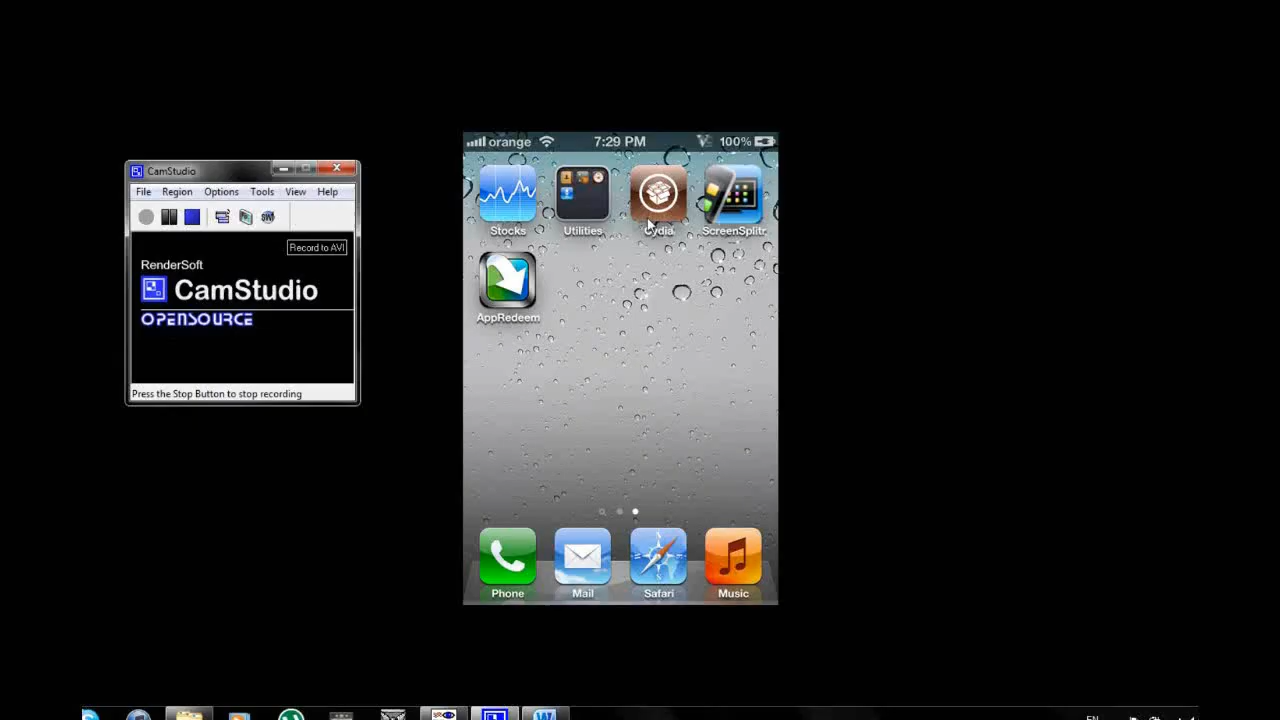 CamStudio
File Region Options Tools View Help
Record to AVI
RenderSoft
CamStudio
OPENSOURCE
Press the Stop Button to stop recording
orange 7:29 PM 100%
Stocks Utilities Cydia ScreenSplitr
AppRedeem
Phone Mail Safari Music
EN